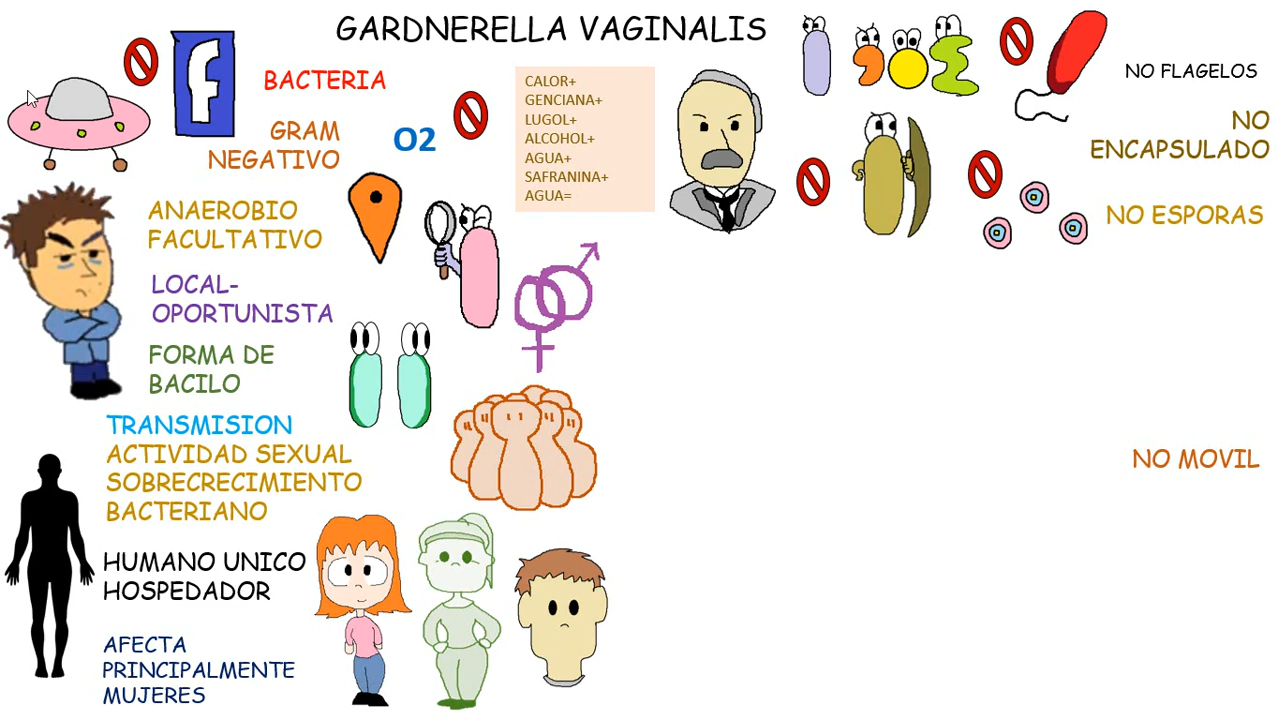 GARDNERELLA VAGINALIS
f
BACTERIA
GRAM
NEGATIVO
O2
ANAEROBIO
FACULTATIVO
LOCAL-
OPORTUNISTA
FORMA DE
BACILO
TRANSMISION
ACTIVIDAD SEXUAL
SOBRECRECIMIENTO
BACTERIANO
HUMANO UNICO
HOSPEDADOR
AFECTA
PRINCIPALMENTE
MUJERES
CALOR+
GENCIANA+
LUGOL+
ALCOHOL+
AGUA+
SAFRANINA+
AGUA=
NO FLAGELOS
NO
ENCAPSULADO
NO ESPORAS
NO MOVIL